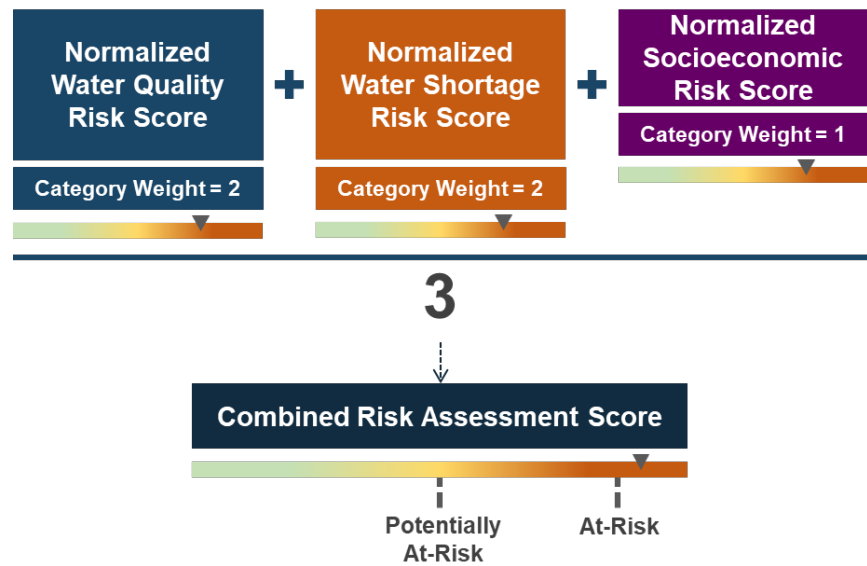 Normalized
Water Quality
Risk Score
+
Normalized
Water Shortage
Risk Score
+
Normalized
Socioeconomic
Risk Score
Category Weight = 2
Category Weight = 2
Category Weight = 1
3
Combined Risk Assessment Score
Potentially
At-Risk
At-Risk